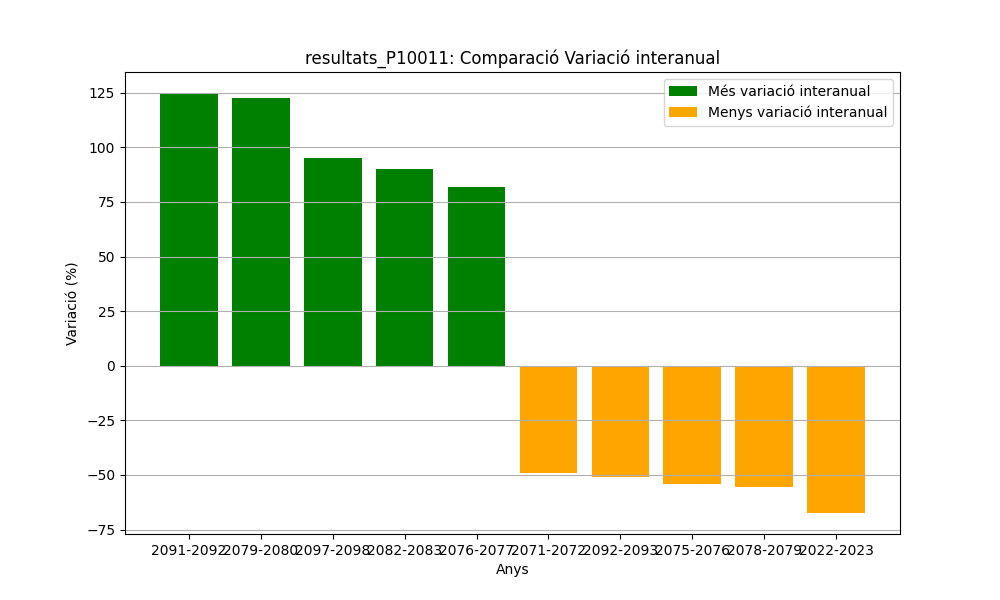 resultats_P10011: Comparació Variació interanual
Més variació interanual
Menys variació interanual
Variació (%)
125
100
75
50
25
0
−25
−50
−75
2091-2092 2079-2080 2097-2098 2082-2083 2076-2077 2071-2072 2092-2093 2075-2076 2078-2079 2022-2023
Anys